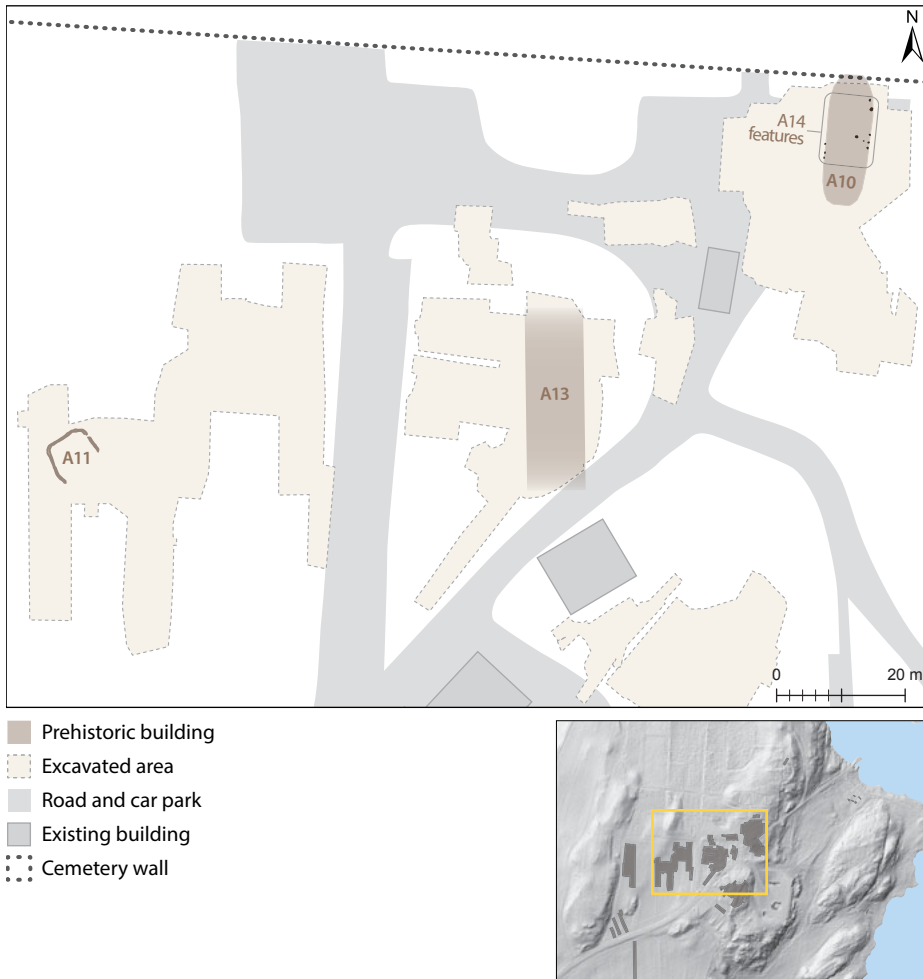 N
A14
features
A10
A13
A11
0 20 m
Prehistoric building
Excavated area
Road and car park
Existing building
Cemetery wall